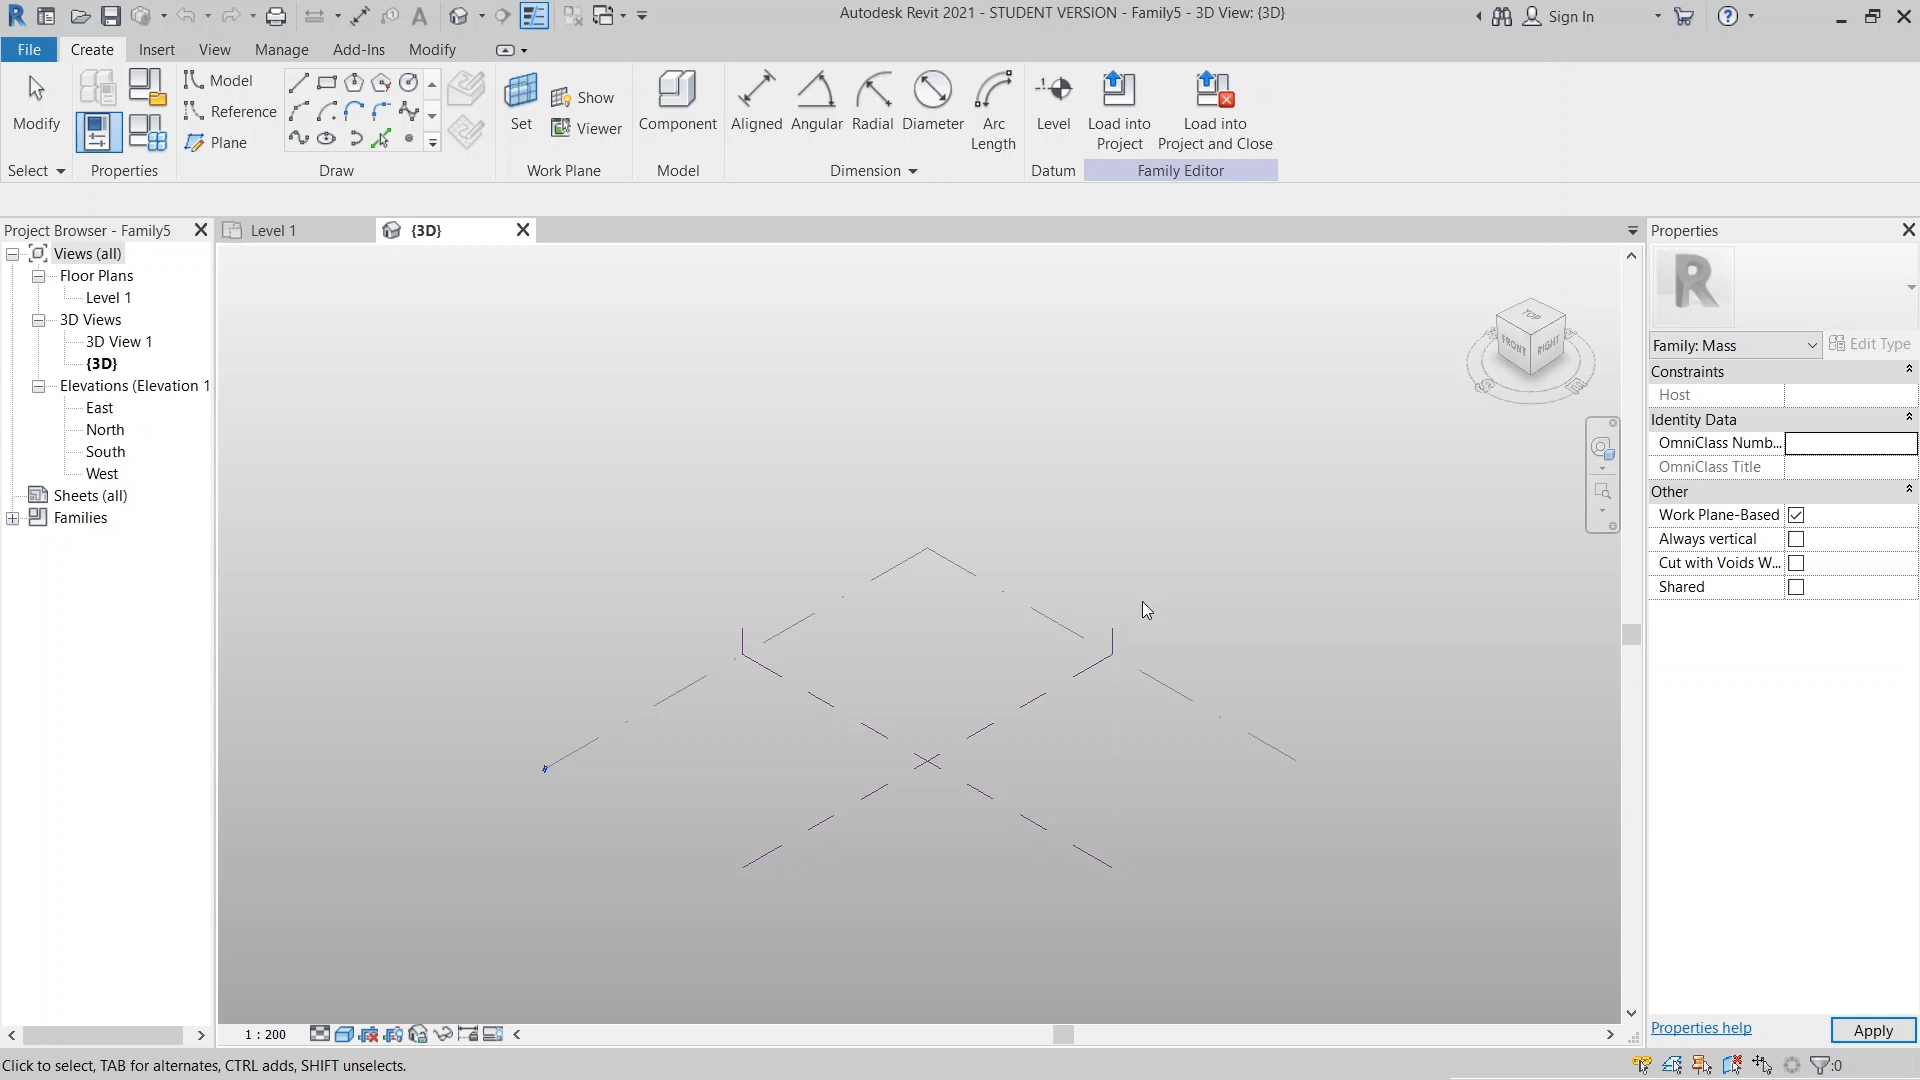 Autodesk Revit 2021 - STUDENT VERSION - Family5 - 3D View: {3D}
Sign In
File
Create
Insert
View
Manage
Add-Ins
Modify
Modify
Model
Reference
Plane
Set
Show
Viewer
Component
Aligned
Angular
Radial
Diameter
Arc
Length
Level
Load into
Project
Load into
Project and Close
Select
Properties
Draw
Work Plane
Model
Dimension
Datum
Family Editor
Project Browser - Family5
Level 1
{3D}
Properties
Views (all)
Floor Plans
Level 1
3D Views
3D View 1
{3D}
Elevations (Elevation 1
East
North
South
West
Sheets (all)
Families
TOP
FRONT
RIGHT
R
Family: Mass
Edit Type
Constraints
Host
Identity Data
OmniClass Numb...
OmniClass Title
Other
Work Plane-Based
Always vertical
Cut with Voids W...
Shared
1 : 200
Properties help
Apply
Click to select, TAB for alternates, CTRL adds, SHIFT unselects.
:0